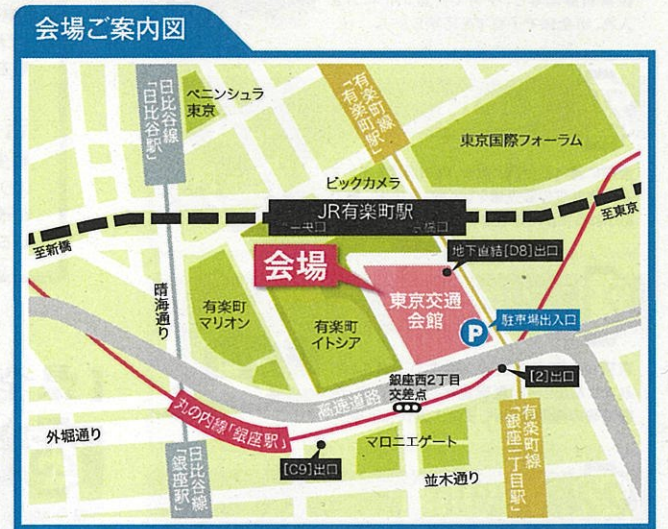 会場ご案内図
日比谷線
「日比谷駅」
ペニンシュラ
東京
有楽町線
「有楽町駅」
東京国際フォーラム
ビックカメラ
JR有楽町駅
至新橋
至東京
地下直結[D8]出口
会場
晴海通り
有楽町
マリオン
有楽町
イトシア
東京交通
会館
P
駐車場出入口
[2]出口
銀座西2丁目
交差点
高速道路
丸の内線「銀座駅」
外堀通り
日比谷線
「銀座駅」
[C9]出口
マロニエゲート
並木通り
有楽町線
「銀座一丁目駅」